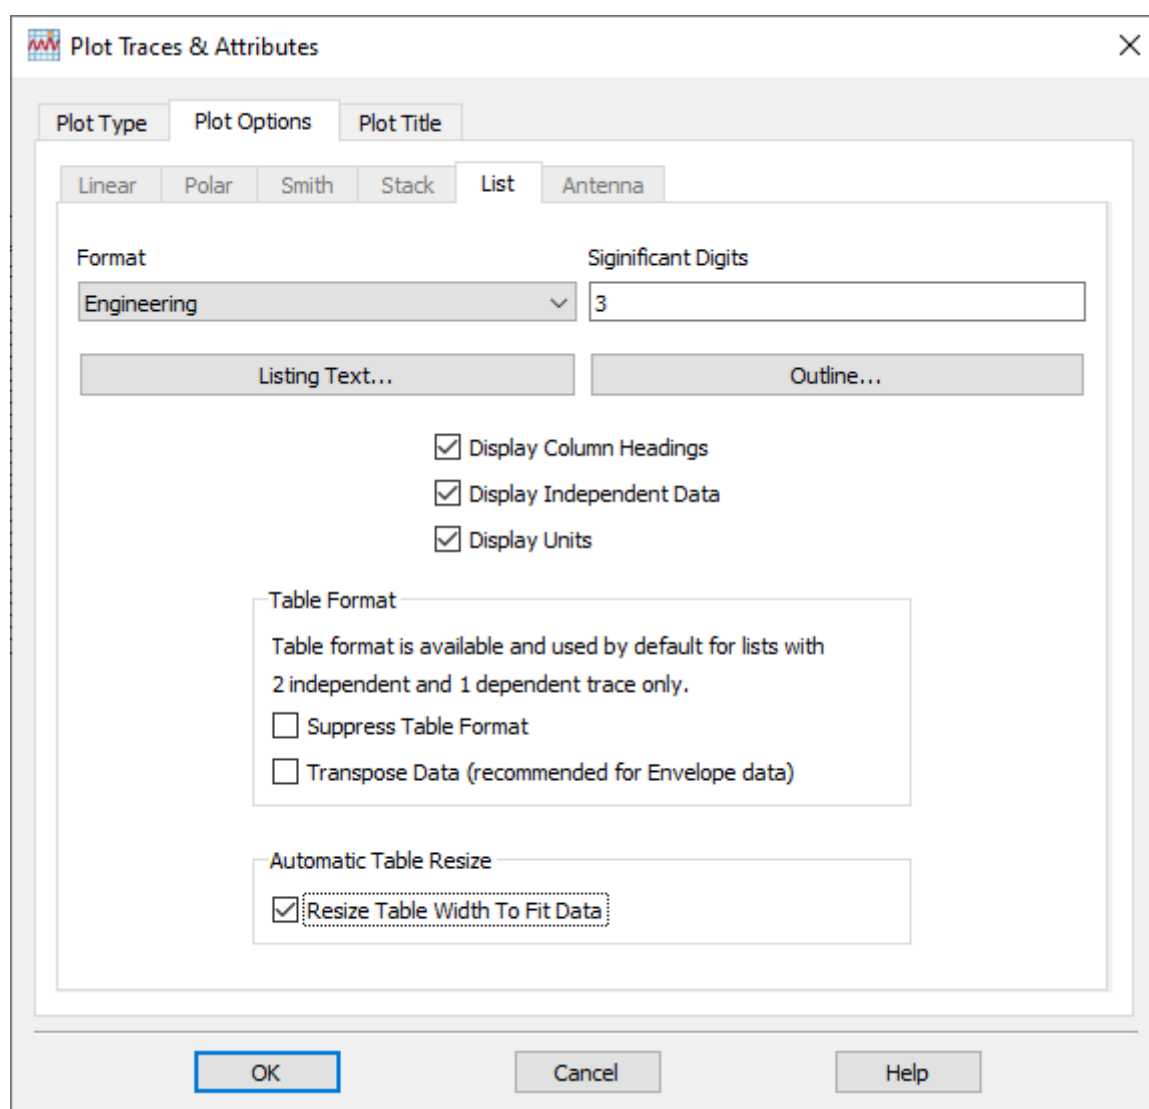 Plot Traces & Attributes
Plot Type Plot Options Plot Title
Linear Polar Smith Stack List Antenna
Format Siginificant Digits
Engineering 3
Listing Text... Outline...
Display Column Headings
Display Independent Data
Display Units
Table Format
Table format is available and used by default for lists with
2 independent and 1 dependent trace only.
Suppress Table Format
Transpose Data (recommended for Envelope data)
Automatic Table Resize
Resize Table Width To Fit Data
OK Cancel Help